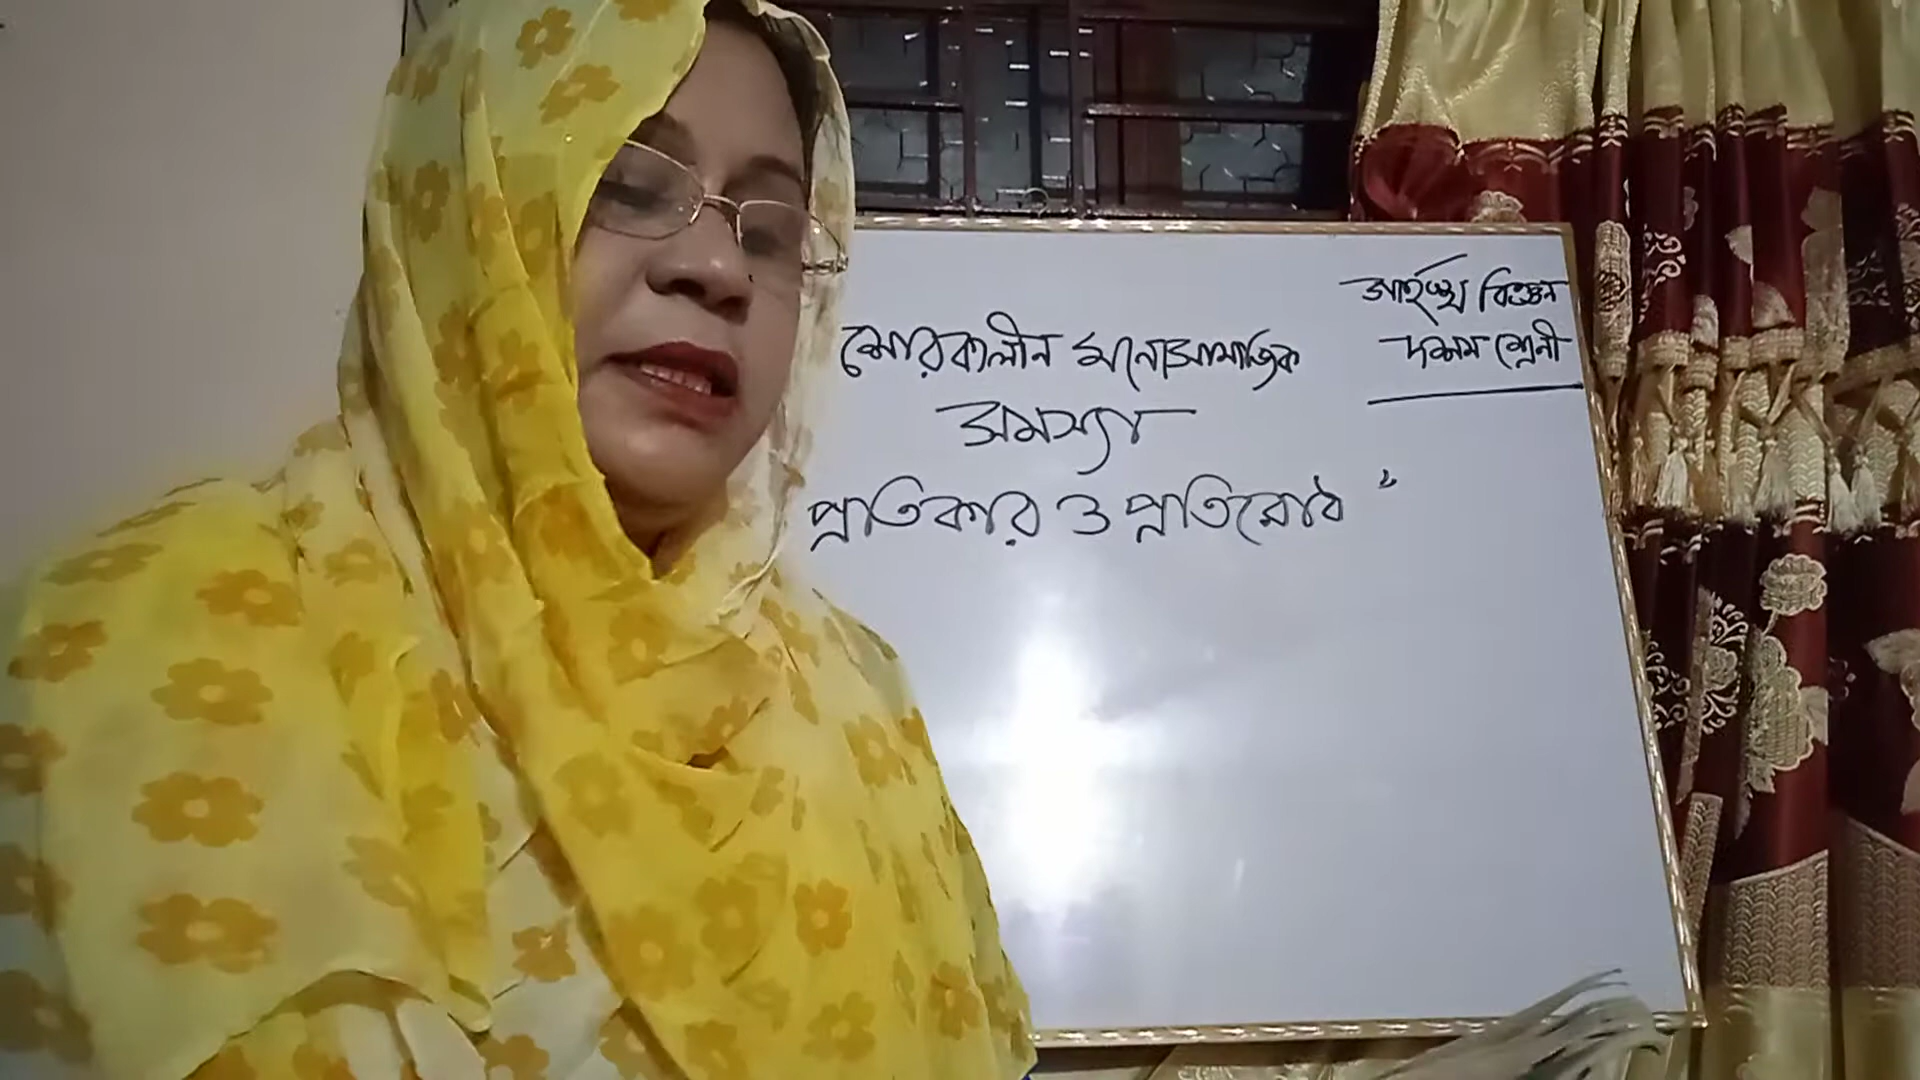 গার্হস্থ্য বিজ্ঞান
দশম শ্রেনী
কৈশোরকালীন মনোসামাজিক
সমস্যা
প্রতিকার ও প্রতিরোধ "